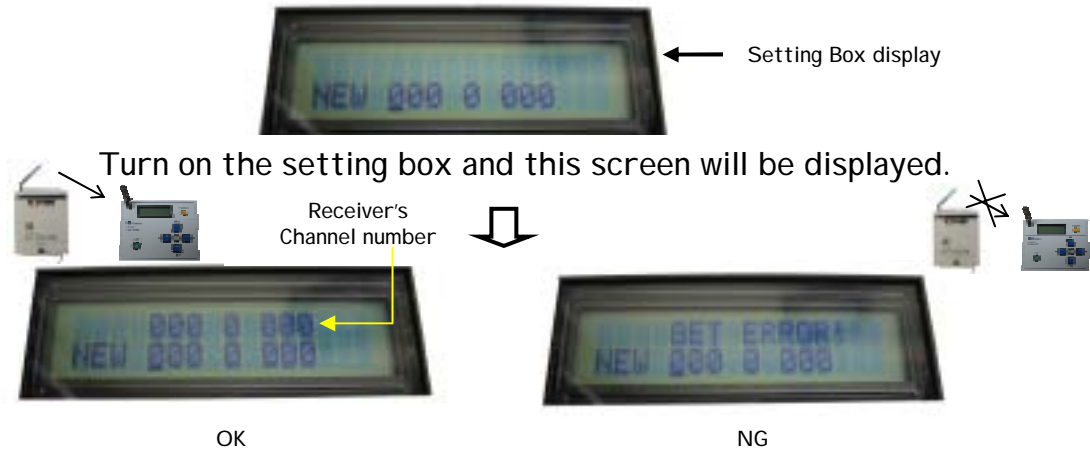 NEW 000 0 000
Setting Box display
Turn on the setting box and this screen will be displayed.
Receiver's
Channel number
000 0 000
NEW 000 0 000
OK
GET ERROR!
NEW 000 0 000
NG